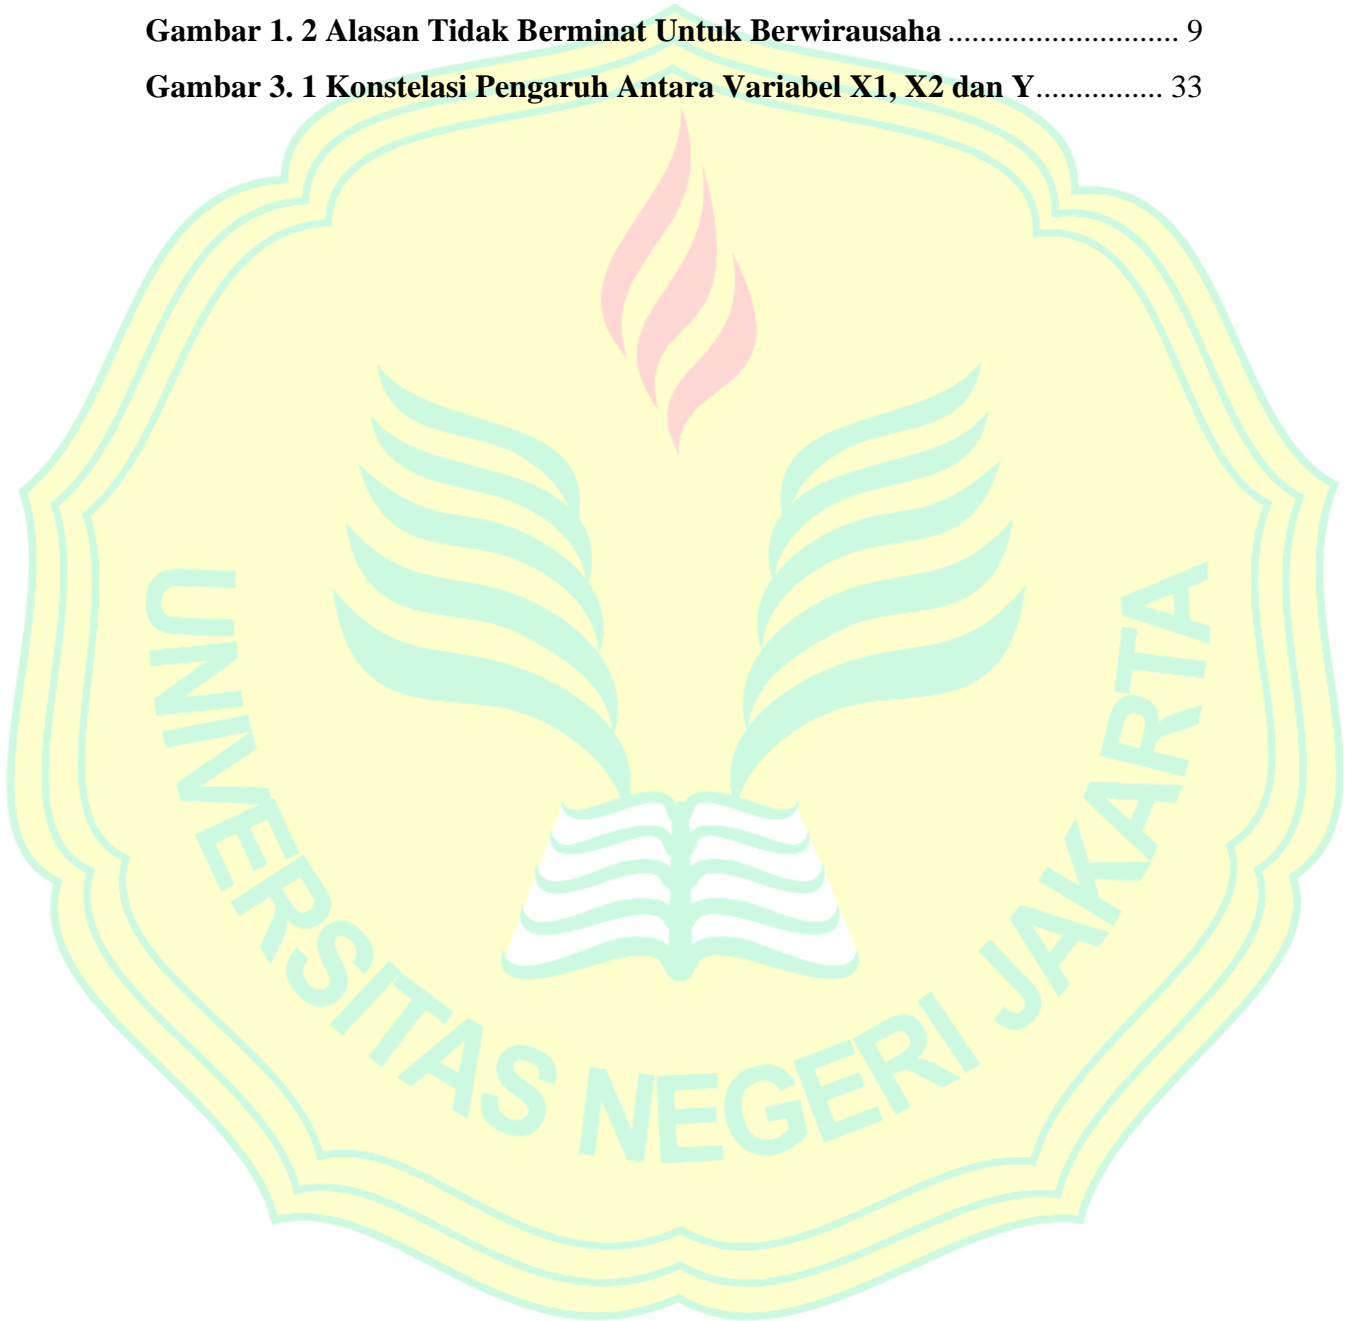 Gambar 1. 2 Alasan Tidak Berminat Untuk Berwirausaha ............................ 9
Gambar 3. 1 Konstelasi Pengaruh Antara Variabel X1, X2 dan Y................ 33
UNIVERSITAS NEGERI JAKARTA